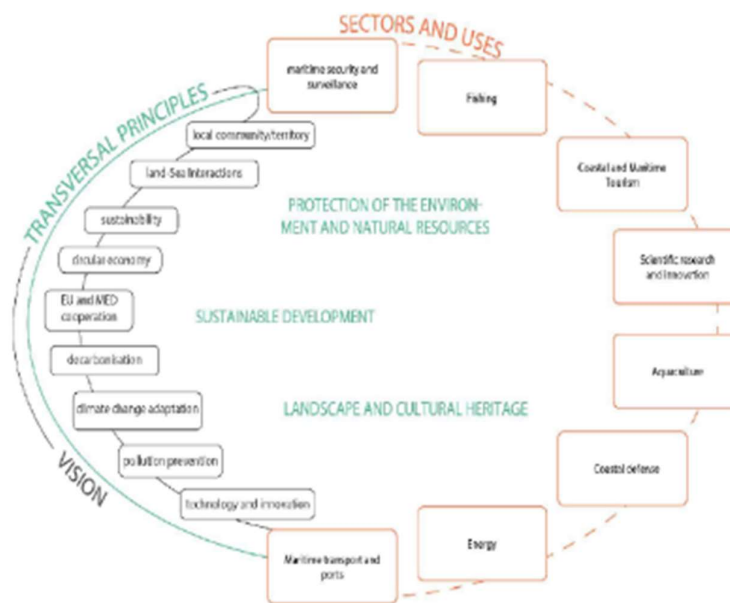 SECTORS AND USES
maritime security and
surveillance
Fishing
Coastal and Maritime
Tourism
Scientific research
and innovation
Aquaculture
Coastal defense
Energy
Maritime transport and
ports
TRANSVERSAL PRINCIPLES
VISION
local community/territory
land-Sea Interactions
sustainability
circular economy
EU and MED
cooperation
decarbonisation
climate change adaptation
pollution prevention
technology and innovation
PROTECTION OF THE ENVIRON-
MENT AND NATURAL RESOURCES
SUSTAINABLE DEVELOPMENT
LANDSCAPE AND CULTURAL HERITAGE